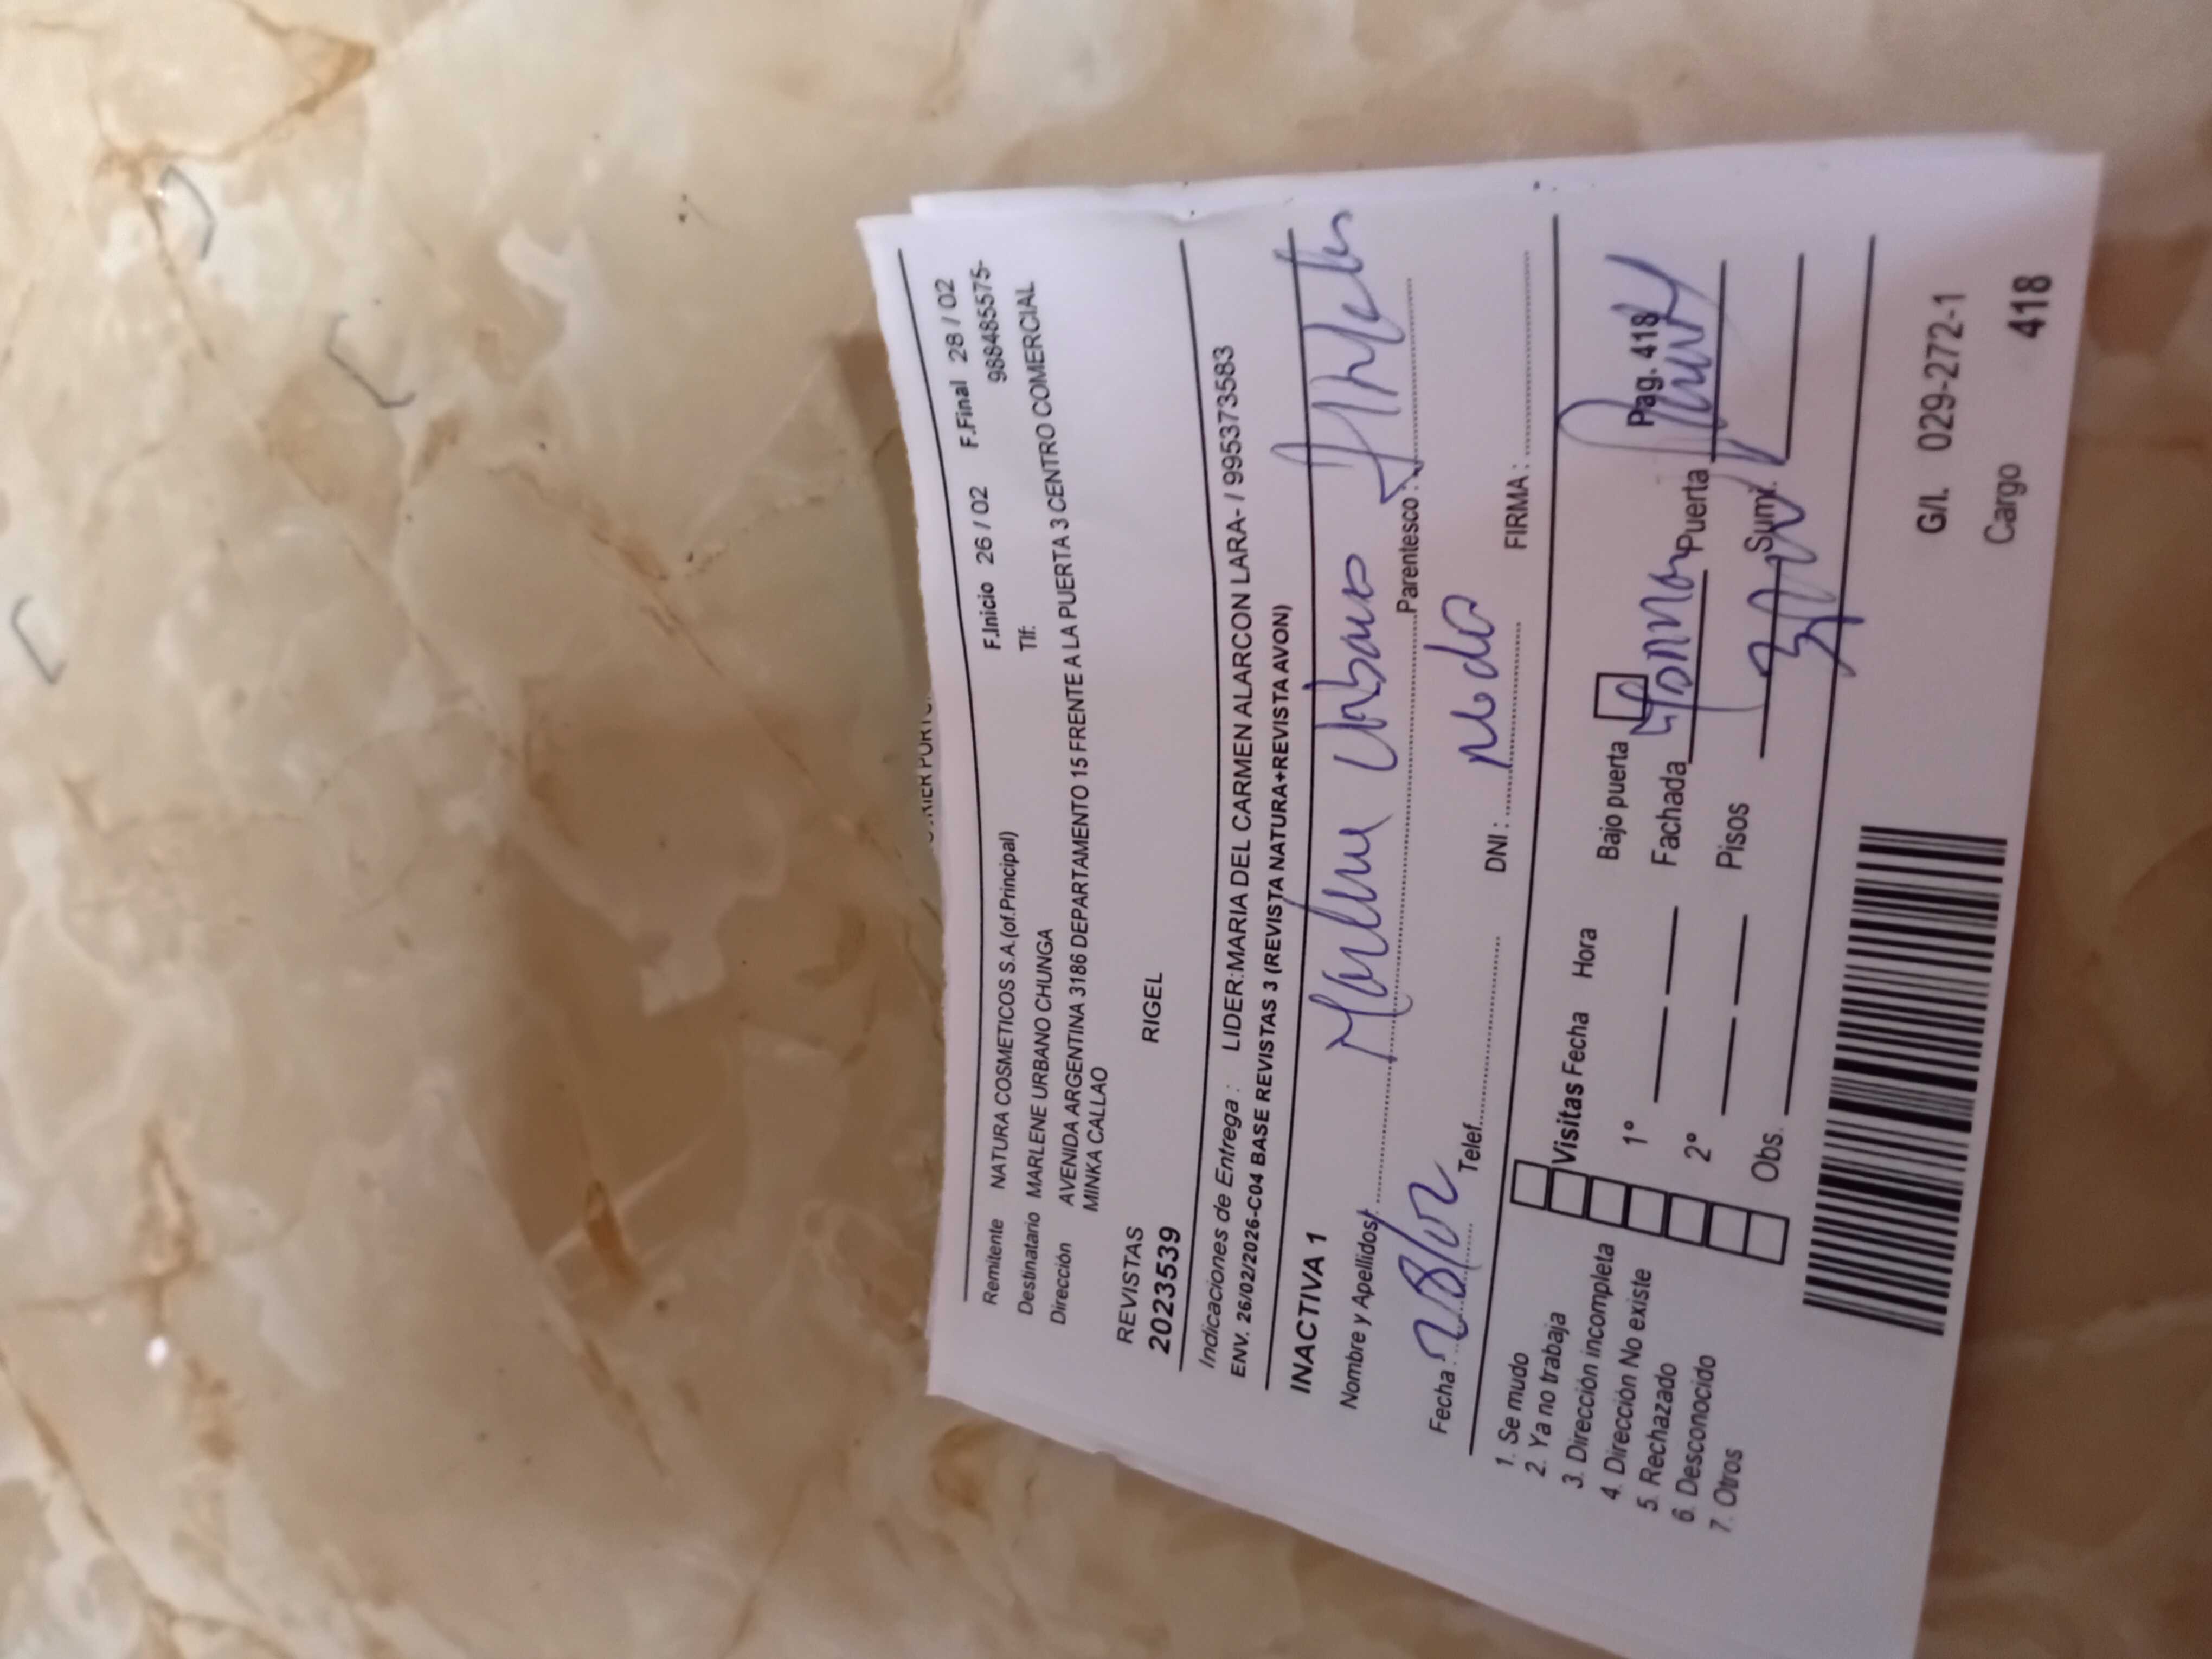 F.Inicio 26 / 02 F.Final 28 / 02
Remitente NATURA COSMETICOS S.A.(of.Principal) 988485575-
Destinatario MARLENE URBANO CHUNGA Tlf:
Dirección AVENIDA ARGENTINA 3186 DEPARTAMENTO 15 FRENTE A LA PUERTA 3 CENTRO COMERCIAL
MINKA CALLAO
REVISTAS RIGEL
20235539
Indicaciones de Entrega : LIDER:MARIA DEL CARMEN ALARCON LARA- / 995373583
ENV. 26/02/2026-C04 BASE REVISTAS 3 (REVISTA NATURA+REVISTA AVON)
INACTIVA 1
Nombre y Apellidos: Urbano
Parentesco :
Fecha : 28/02 Telef. DNI : FIRMA :
1. Se mudo
2. Ya no trabaja
3. Dirección incompleta
4. Dirección No existe
5. Rechazado
6. Desconocido
7. Otros
Visitas Fecha Hora Bajo puerta Pag. 418
1° Fachada Puerta
2° Pisos Sumi.
Obs.
G/I. 029-272-1
Cargo 418